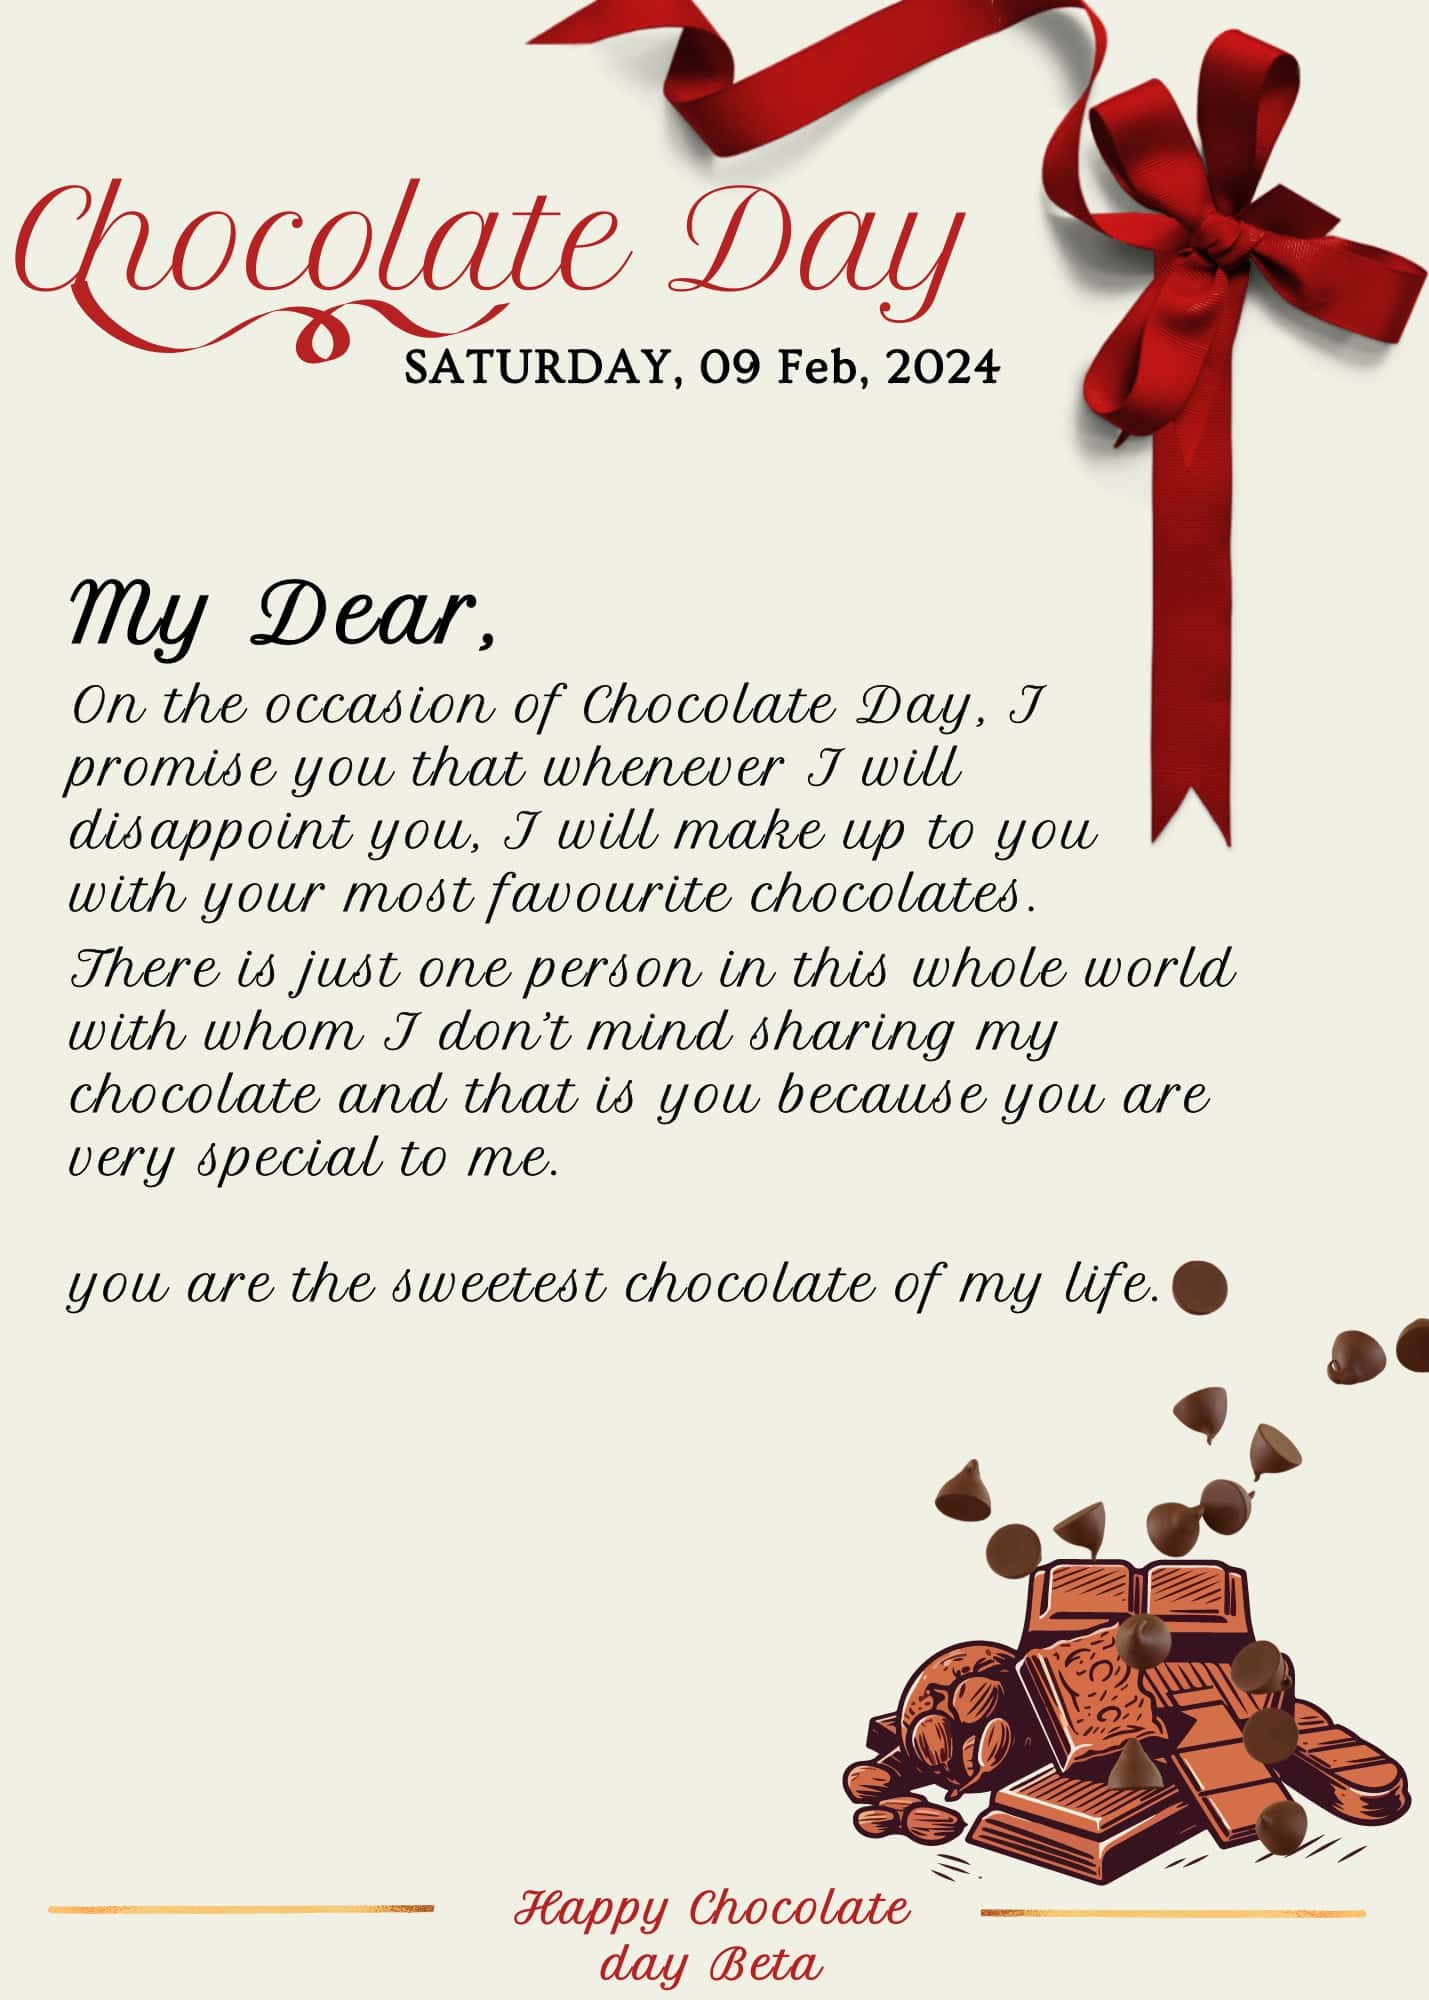 Chocolate Day
SATURDAY, 09 Feb, 2024
My Dear,
On the occasion of Chocolate Day, I
promise you that whenever I will
disappoint you, I will make up to you
with your most favourite chocolates.
There is just one person in this whole world
with whom I don't mind sharing my
chocolate and that is you because you are
very special to me.
you are the sweetest chocolate of my life.
Happy Chocolate
day Beta